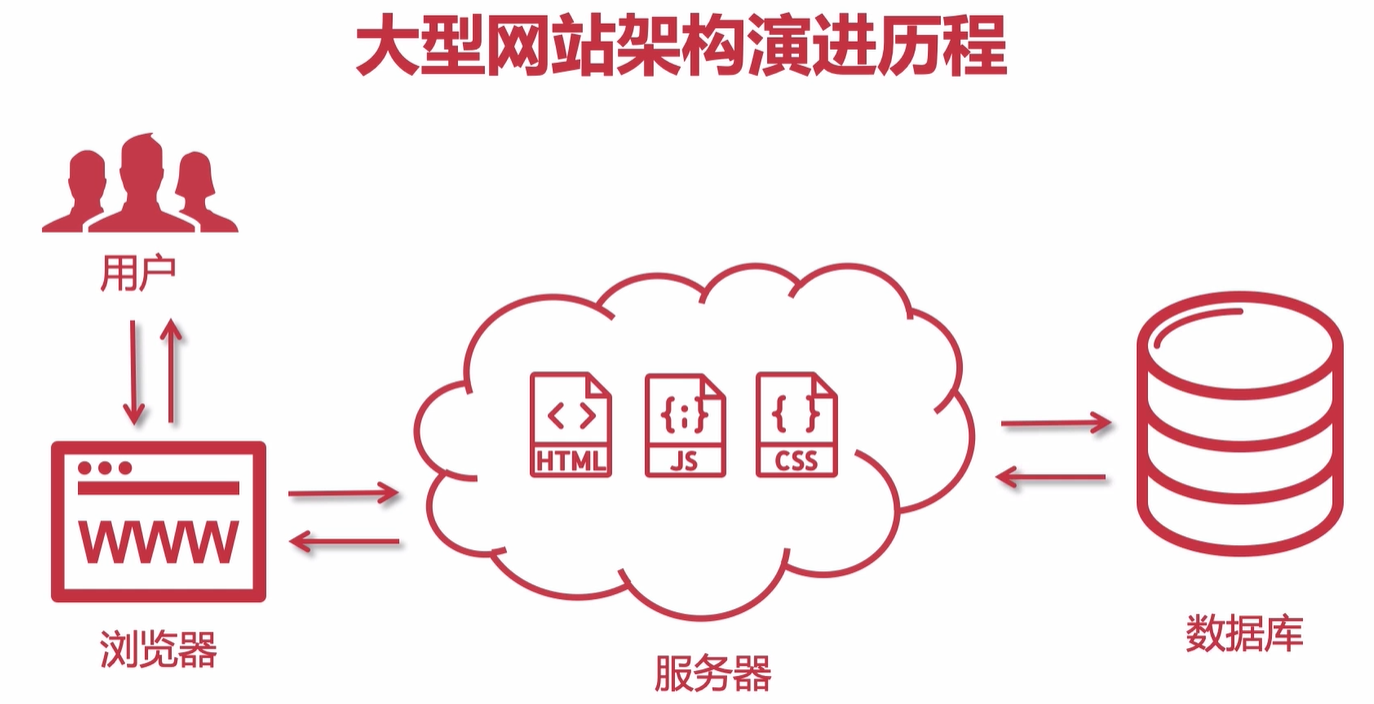 大型网站架构演进历程
用户
WWW
浏览器
< >
HTML
{;}
JS
{ }
CSS
服务器
数据库